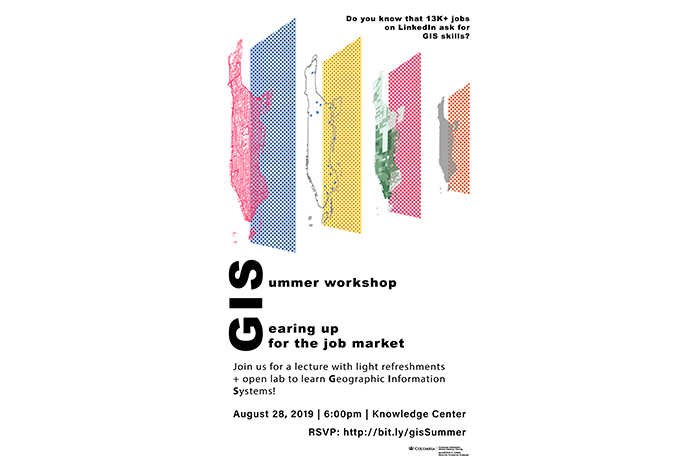 Do you know that 13K+ jobs
on LinkedIn ask for
GIS skills?
GIS
ummer workshop
earing up
for the job market
Join us for a lecture with light refreshments
+ open lab to learn Geographic Information
Systems!
August 28, 2019 | 6:00pm | Knowledge Center
RSVP: http://bit.ly/gisSummer
COLUMBIA